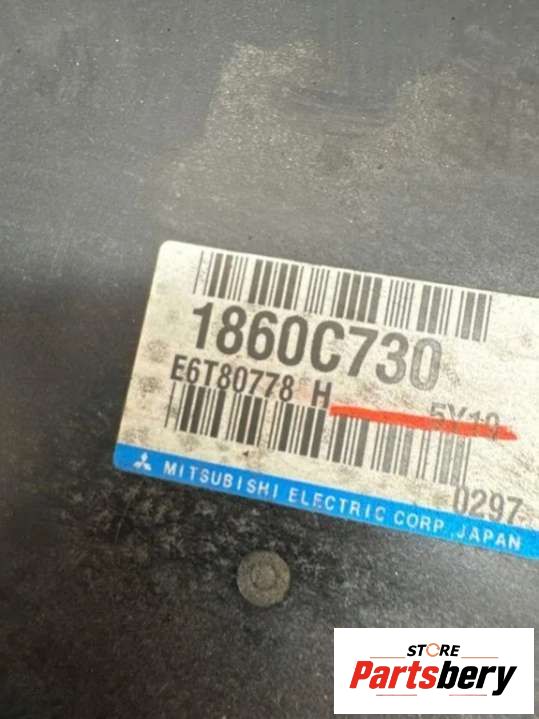 1860C730
E6T80778 H 5Y10
0297
MITSUBISHI ELECTRIC CORP. JAPAN
STORE
Partsbery